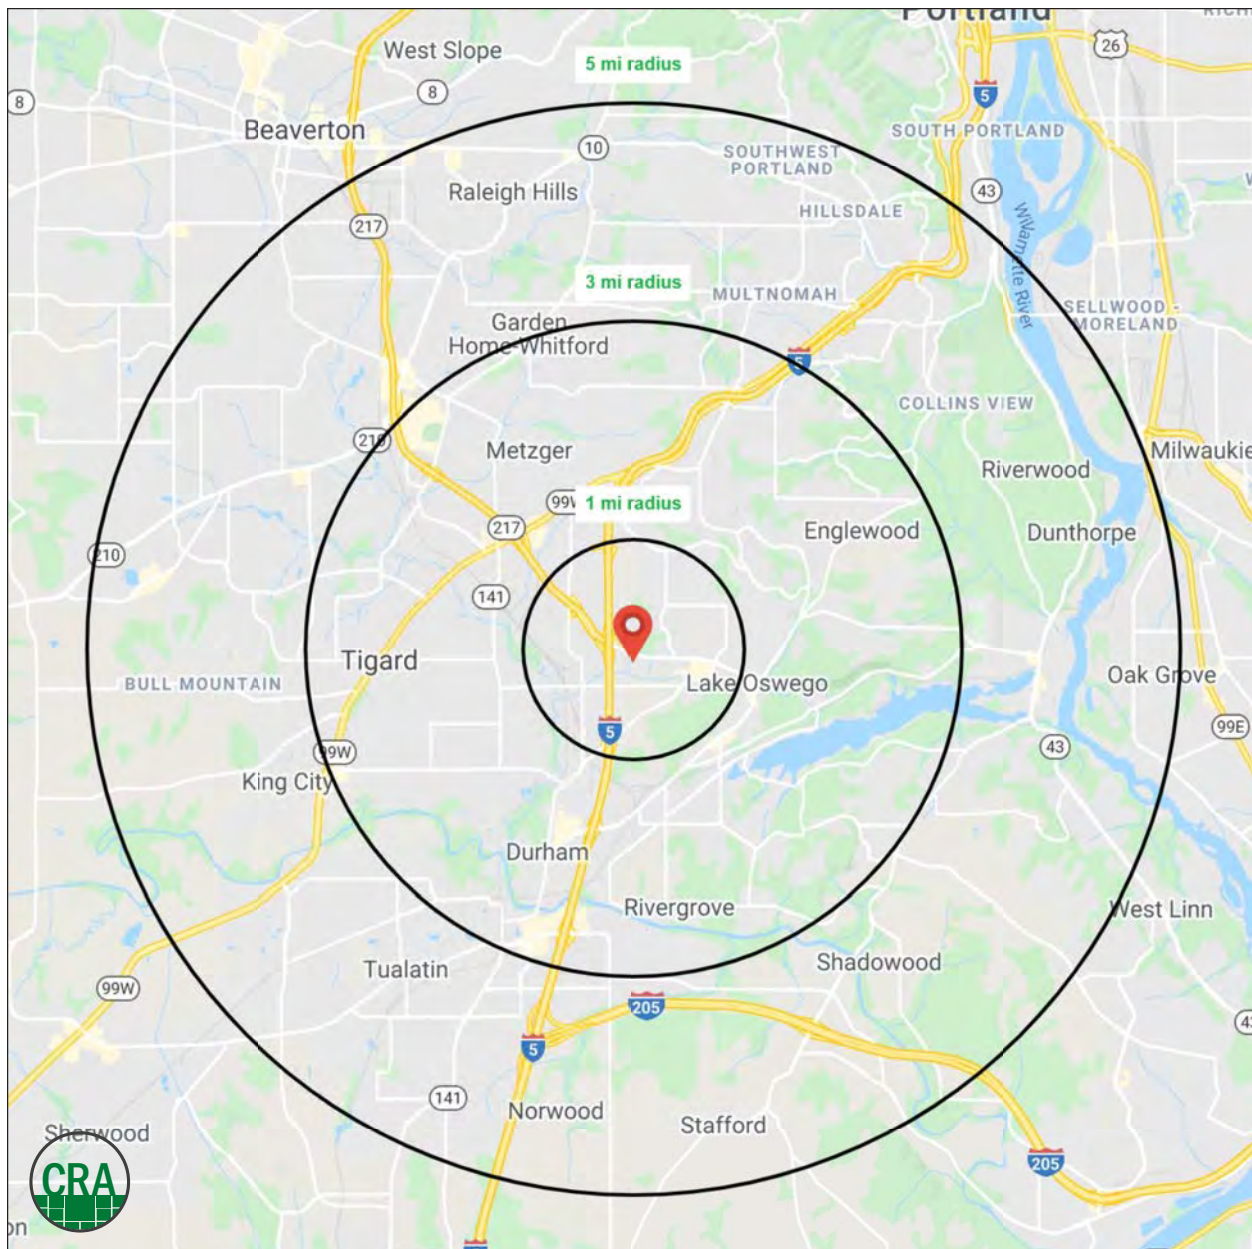 Portland
West Slope
5 mi radius
26
8
8
5
Beaverton
SOUTH PORTLAND
10
SOUTHWEST
PORTLAND
Raleigh Hills
43
HILLSDALE
217
Willamette River
3 mi radius
MULTNOMAH
SELLWOOD -
MORELAND
Garden
Home-Whitford
5
COLLINS VIEW
210
Metzger
Milwaukie
Riverwood
99W
1 mi radius
217
Englewood
Dunthorpe
210
141
Tigard
BULL MOUNTAIN
Lake Oswego
Oak Grove
5
99E
99W
43
King City
Durham
Rivergrove
West Linn
Tualatin
Shadowood
99W
205
43
5
141
Norwood
Stafford
Sherwood
205
CRA
on